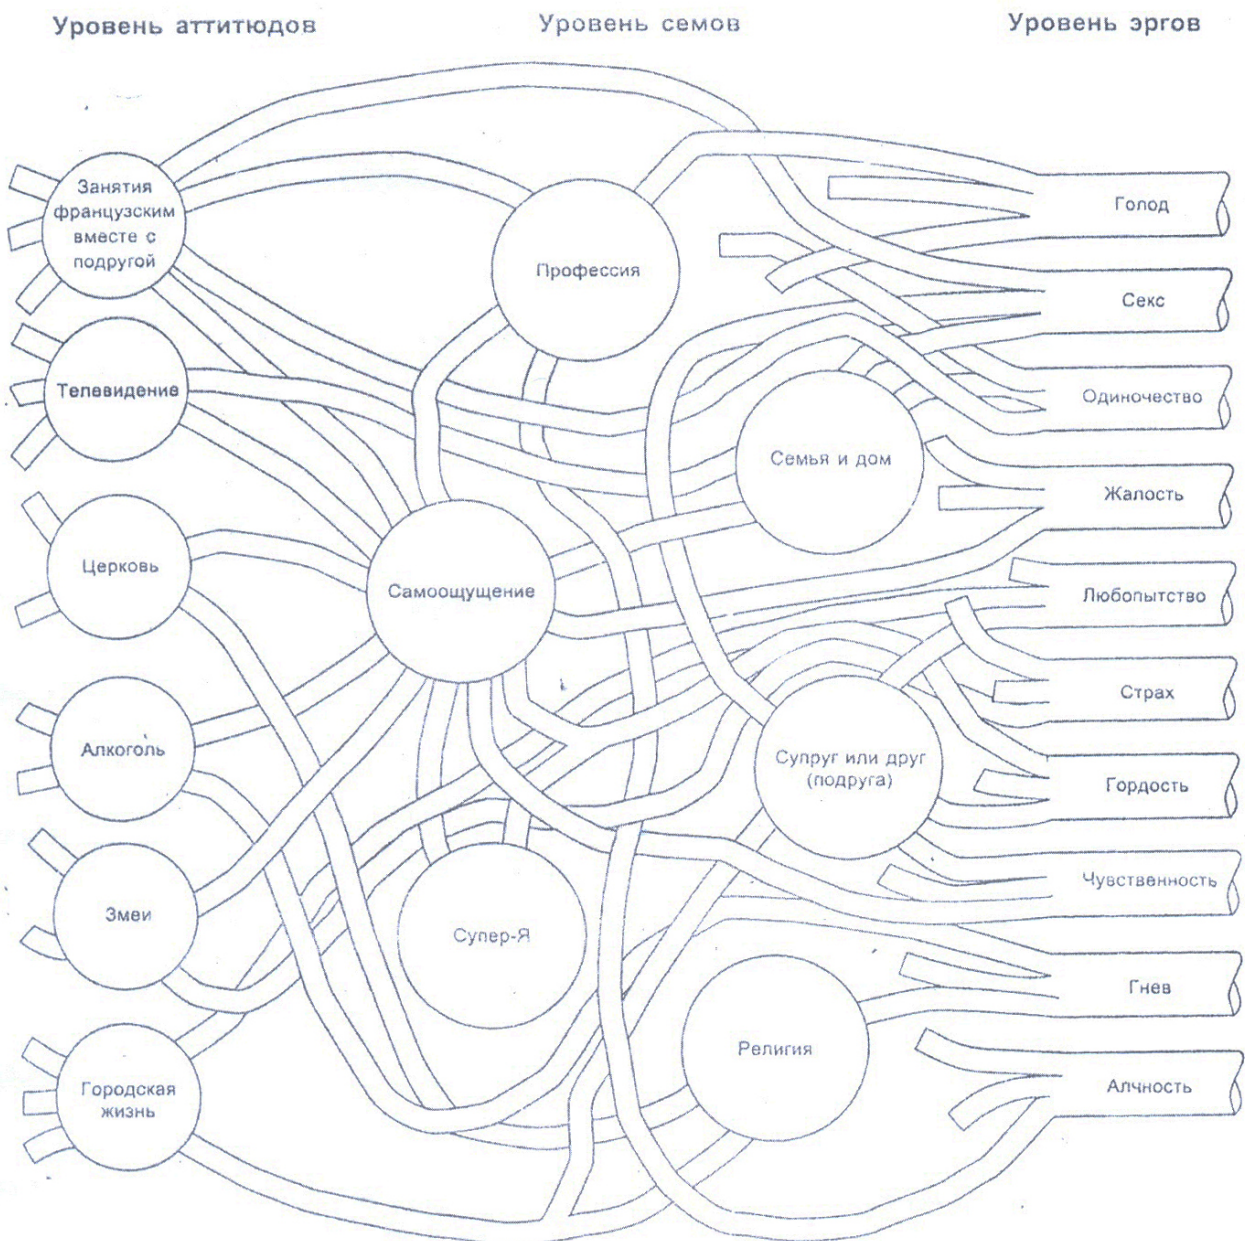 Уровень аттитюдов
Уровень семов
Уровень эргов
Занятия
французским
вместе с
подругой
Телевидение
Церковь
Алкоголь
Змеи
Городская
жизнь
Профессия
Семья и дом
Самоощущение
Супруг или друг
(подруга)
Супер-Я
Религия
Голод
Секс
Одиночество
Жалость
Любопытство
Страх
Гордость
Чувственность
Гнев
Алчность